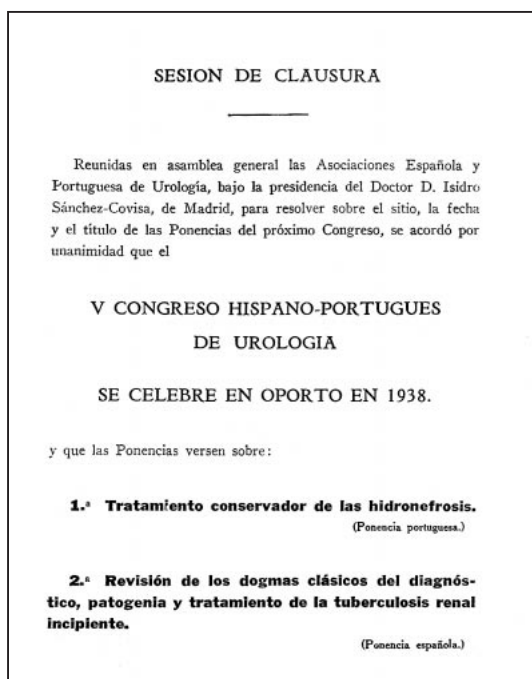 SESION DE CLAUSURA
Reunidas en asamblea general las Asociaciones Española y
Portuguesa de Urología, bajo la presidencia del Doctor D. Isidro
Sánchez-Covisa, de Madrid, para resolver sobre el sitio, la fecha
y el título de las Ponencias del próximo Congreso, se acordó por
unanimidad que el
V CONGRESO HISPANO-PORTUGUES
DE UROLOGIA
SE CELEBRE EN OPORTO EN 1938.
y que las Ponencias versen sobre:
1.ª Tratamiento conservador de las hidronefrosis.
(Ponencia portuguesa.)
2.ª Revisión de los dogmas clásicos del diagnós-
tico, patogenia y tratamiento de la tuberculosis renal
incipiente.
(Ponencia española.)